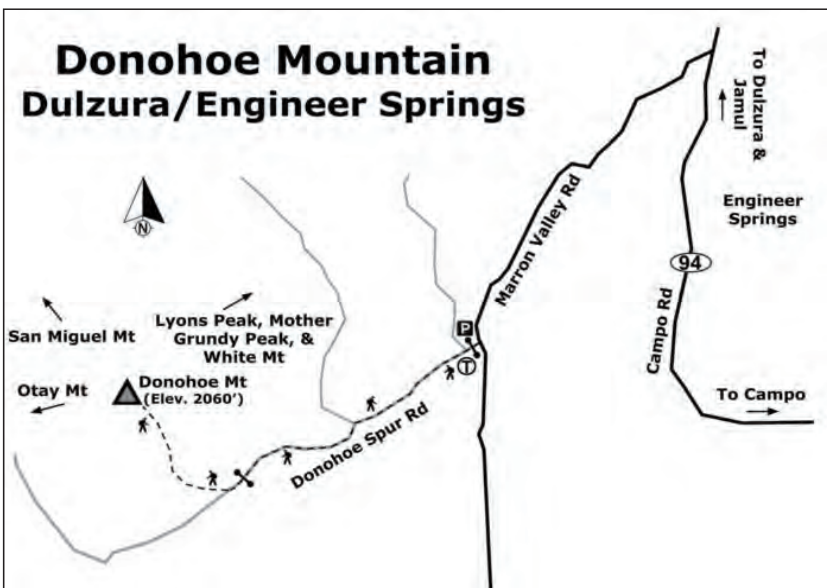 Donohoe Mountain
Dulzura/Engineer Springs
To Dulzura &
Jamul
N
Engineer
Springs
Marron Valley Rd
94
Campo Rd
San Miguel Mt
Lyons Peak, Mother
Grundy Peak, &
White Mt
P
T
Otay Mt
Donohoe Mt
(Elev. 2060')
Donohoe Spur Rd
To Campo